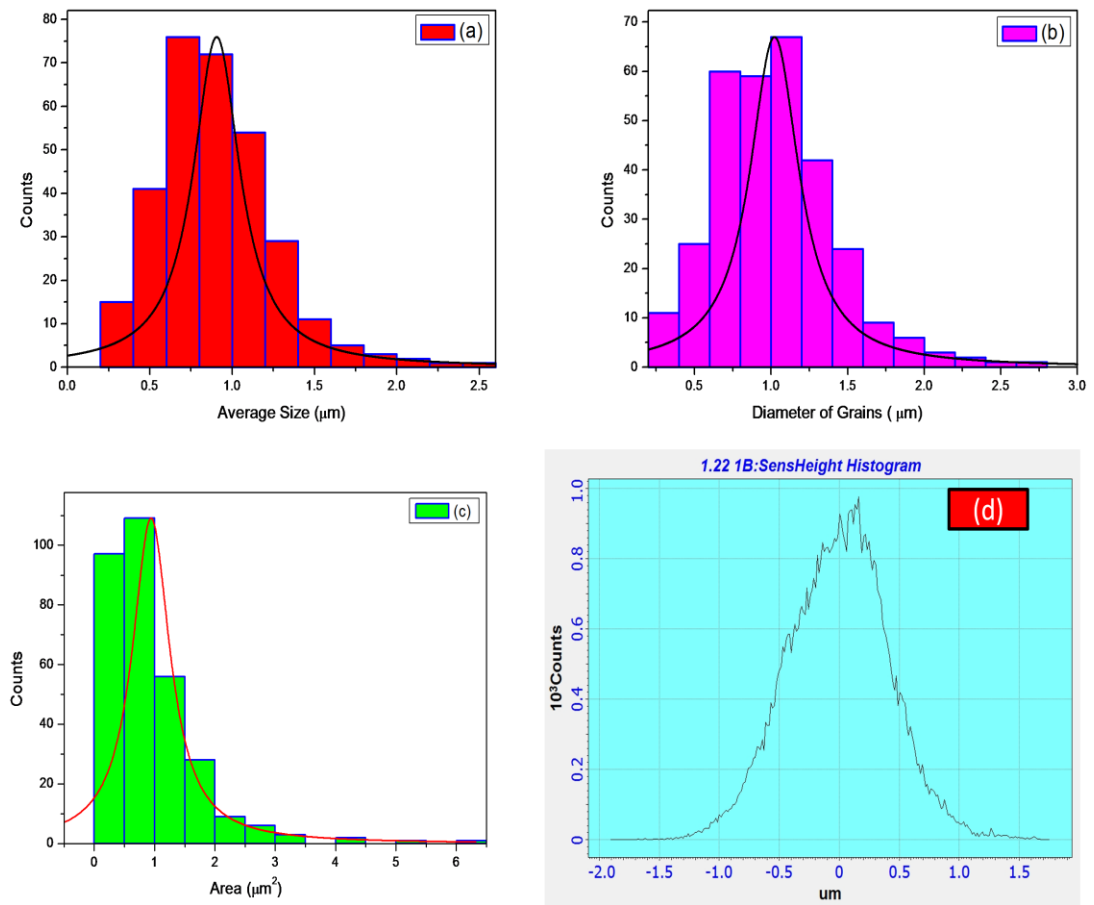 (a)
80
70
60
50
40
30
20
10
0
Counts
0.0 0.5 1.0 1.5 2.0 2.5
Average Size (μm)
(b)
70
60
50
40
30
20
10
0
Counts
0.5 1.0 1.5 2.0 2.5 3.0
Diameter of Grains ( μm)
(c)
100
80
60
40
20
0
Counts
0 1 2 3 4 5 6
Area (μm²)
1.22 1B:SensHeight Histogram
(d)
1.0
0.8
0.6
0.4
0.2
0
10³Counts
-2.0 -1.5 -1.0 -0.5 0 0.5 1.0 1.5
um